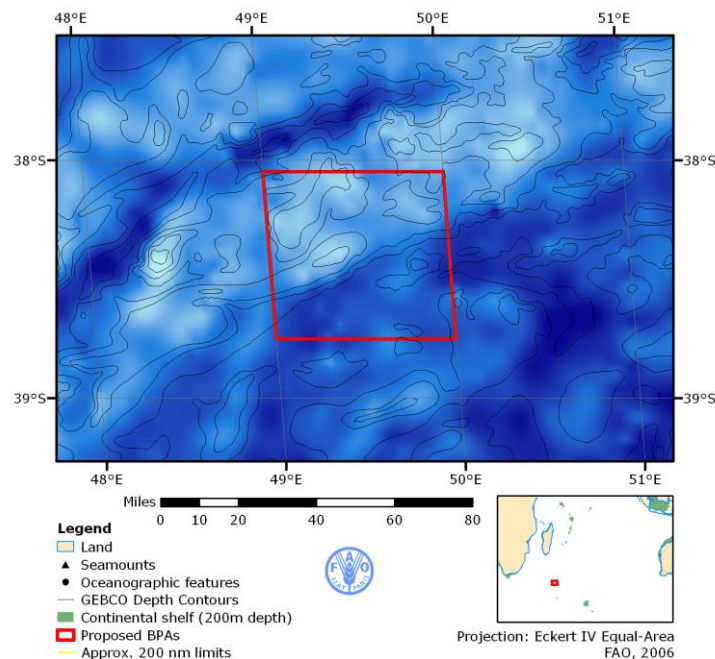 48°E 49°E 50°E 51°E
38°S 38°S
39°S 39°S
48°E 49°E 50°E 51°E
Miles
0 10 20 40 60 80
Legend
Land
Seamounts
Oceanographic features
GEBCO Depth Contours
Continental shelf (200m depth)
Proposed BPAs
Approx. 200 nm limits
F A O
FIAT PANIS
Projection: Eckert IV Equal-Area
FAO, 2006